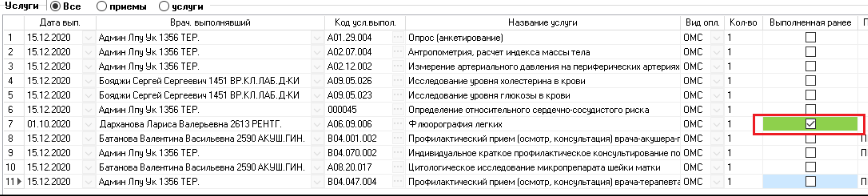 Услуги Все приемы услуги
Дата вып. Врач, выполнявший Код усл.выпол. Название услуги Вид опл. Кол-во Выполненная ранее
1 15.12.2020 Админ Лпу Ук 1356 ТЕР. A01.29.004 Опрос (анкетирование) ОМС 1
2 15.12.2020 Админ Лпу Ук 1356 ТЕР. A02.07.004 Антропометрия, расчет индекса массы тела ОМС 1
3 15.12.2020 Админ Лпу Ук 1356 ТЕР. A02.12.002 Измерение артериального давления на периферических артериях ОМС 1
4 15.12.2020 Бояджи Сергей Сергеевич 1451 ВР.КЛ.ЛАБ.Д-КИ A09.05.026 Исследование уровня холестерина в крови ОМС 1
5 15.12.2020 Бояджи Сергей Сергеевич 1451 ВР.КЛ.ЛАБ.Д-КИ A09.05.023 Исследование уровня глюкозы в крови ОМС 1
6 15.12.2020 Админ Лпу Ук 1356 ТЕР. 000045 Определение относительного сердечно-сосудистого риска ОМС 1
7 01.10.2020 Дарханова Лариса Валерьевна 2613 РЕНТГ. A06.09.006 Флюорография легких ОМС 1
8 15.12.2020 Батанова Валентина Васильевна 2590 АКУШ.ГИН. B04.001.002 Профилактический прием (осмотр, консультация) врача-акушера-г ОМС 1 П
9 15.12.2020 Админ Лпу Ук 1356 ТЕР. B04.070.002 Индивидуальное краткое профилактическое консультирование по ОМС 1
10 15.12.2020 Батанова Валентина Васильевна 2590 АКУШ.ГИН. A08.20.017 Цитологическое исследование микропрепарата шейки матки ОМС 1
11 15.12.2020 Админ Лпу Ук 1356 ТЕР. B04.047.004 Профилактический прием (осмотр, консультация) врача-терапевта ОМС 1 П